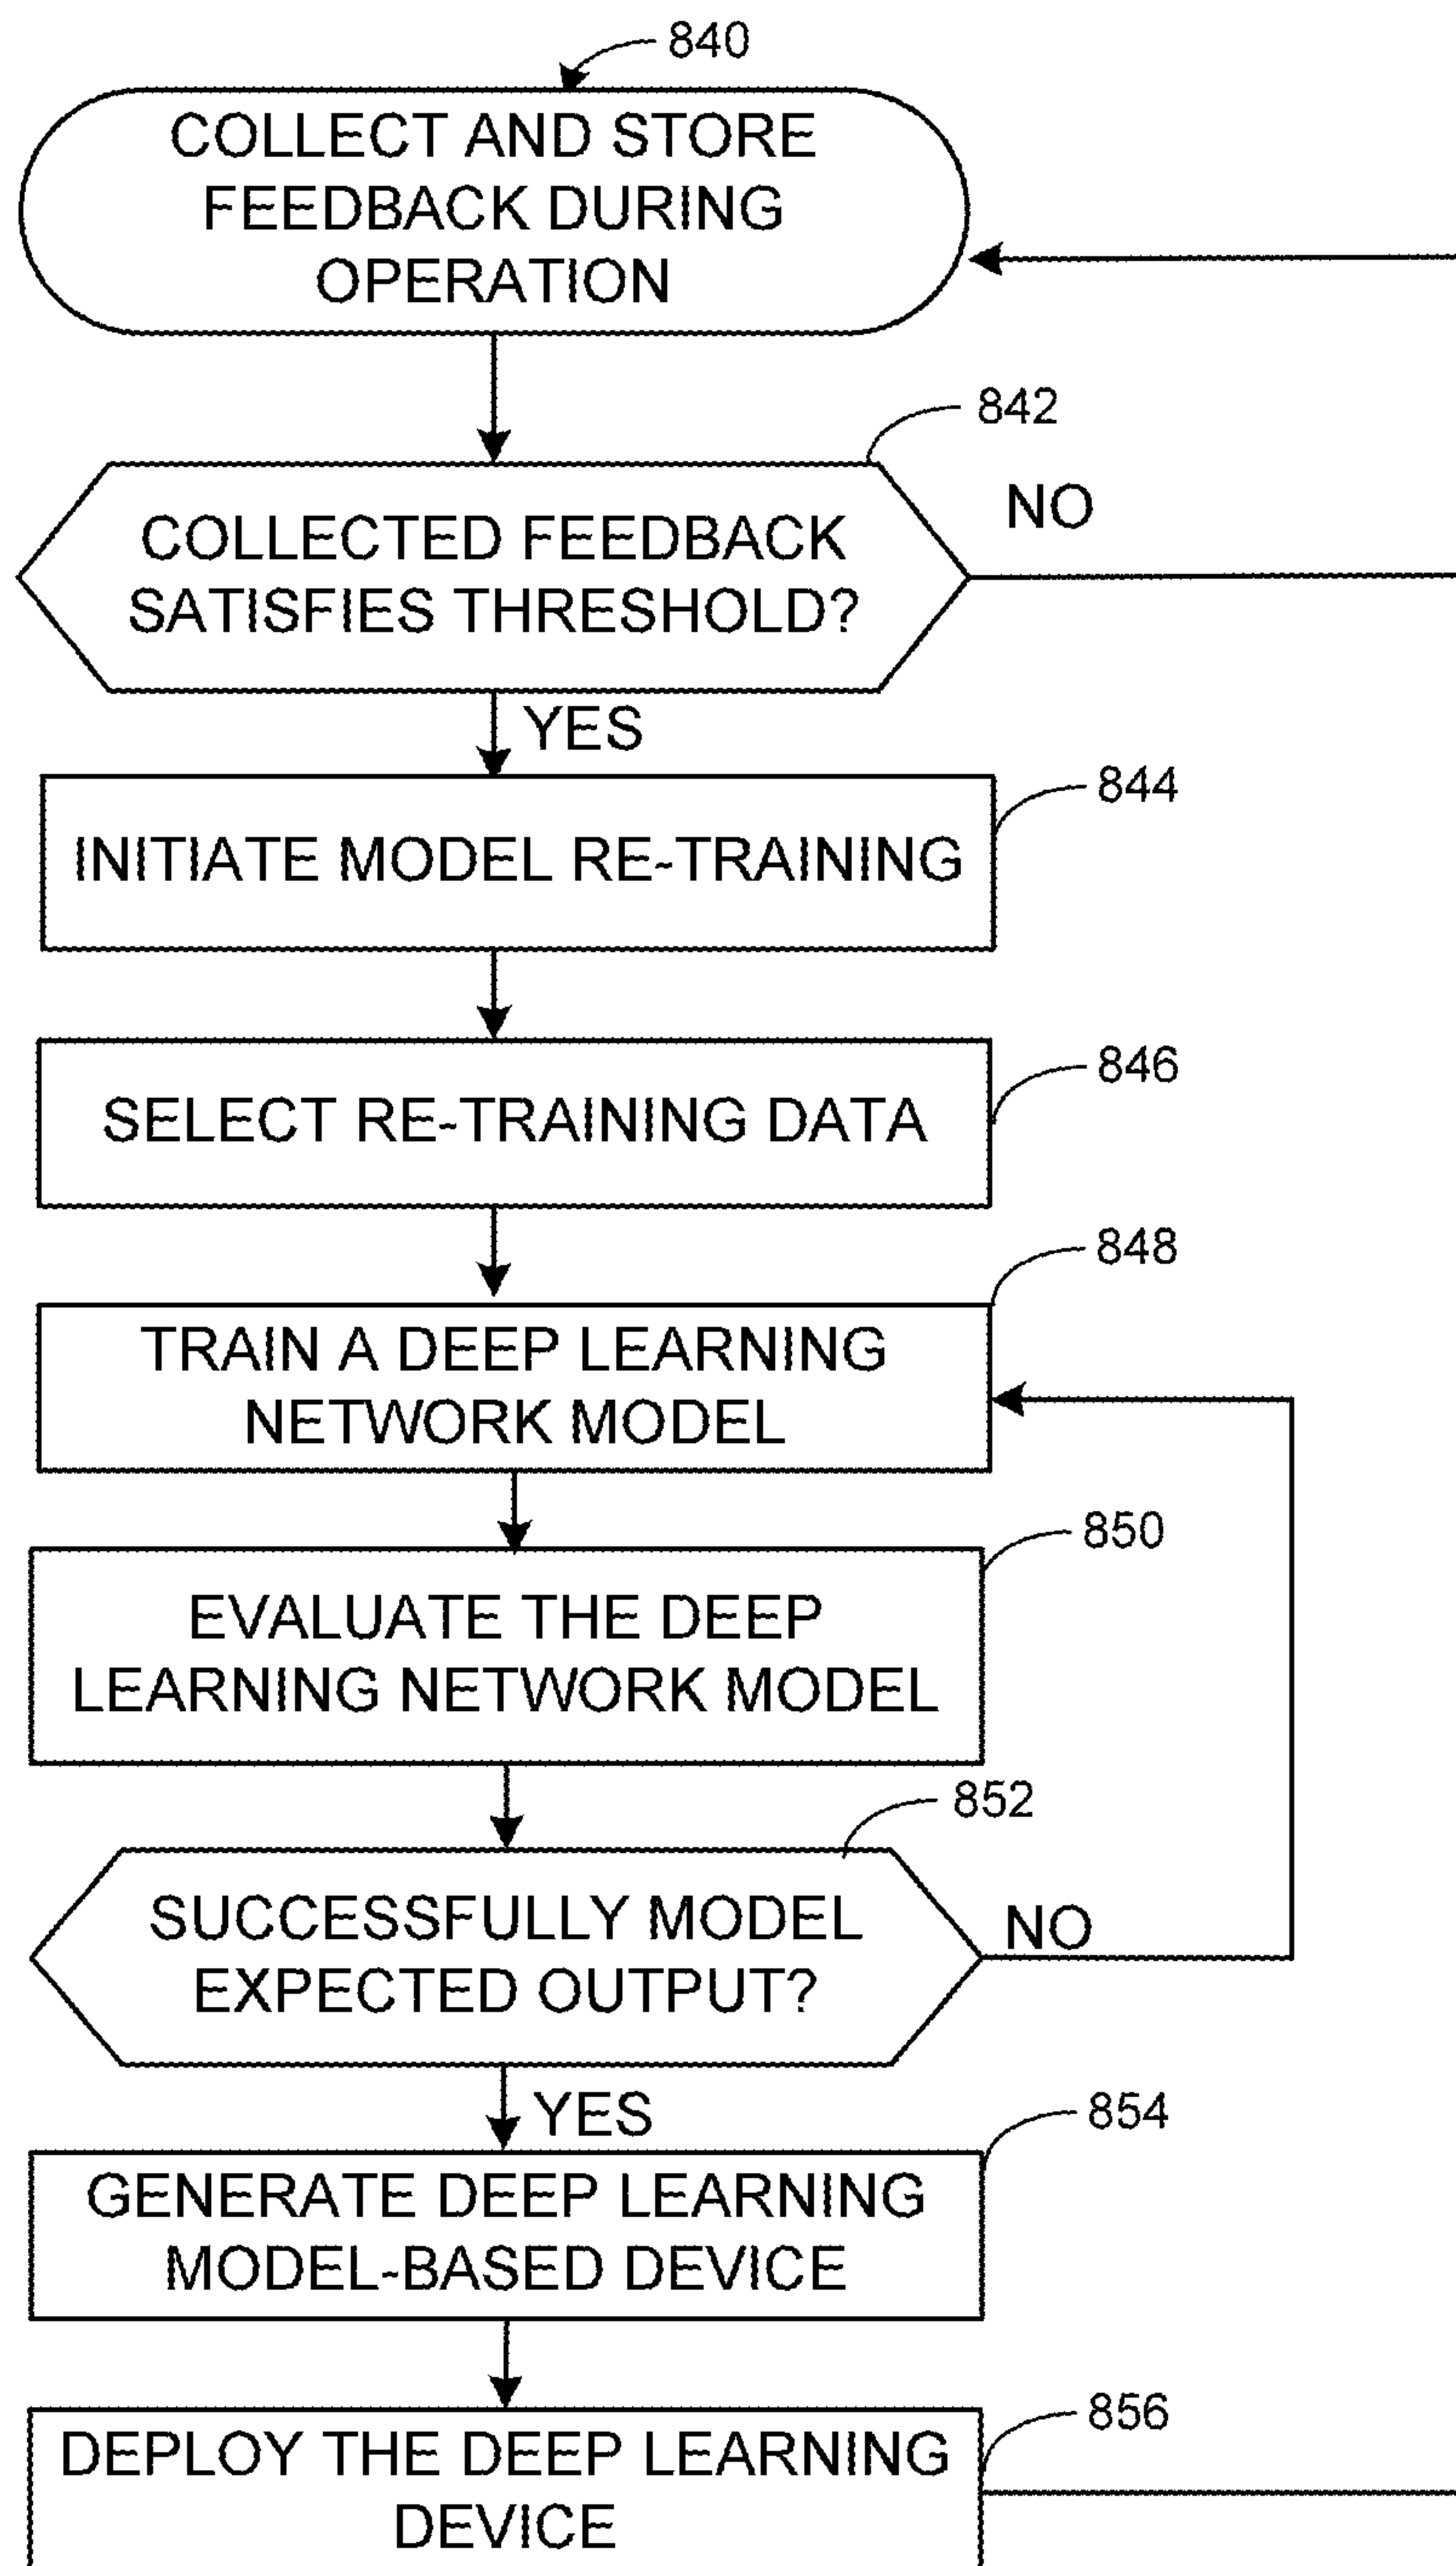 840
COLLECT AND STORE
FEEDBACK DURING
OPERATION
842
COLLECTED FEEDBACK
SATISFIES THRESHOLD?
NO
YES
844
INITIATE MODEL RE-TRAINING
846
SELECT RE-TRAINING DATA
848
TRAIN A DEEP LEARNING
NETWORK MODEL
850
EVALUATE THE DEEP
LEARNING NETWORK MODEL
852
SUCCESSFULLY MODEL
EXPECTED OUTPUT?
NO
YES
854
GENERATE DEEP LEARNING
MODEL-BASED DEVICE
856
DEPLOY THE DEEP LEARNING
DEVICE